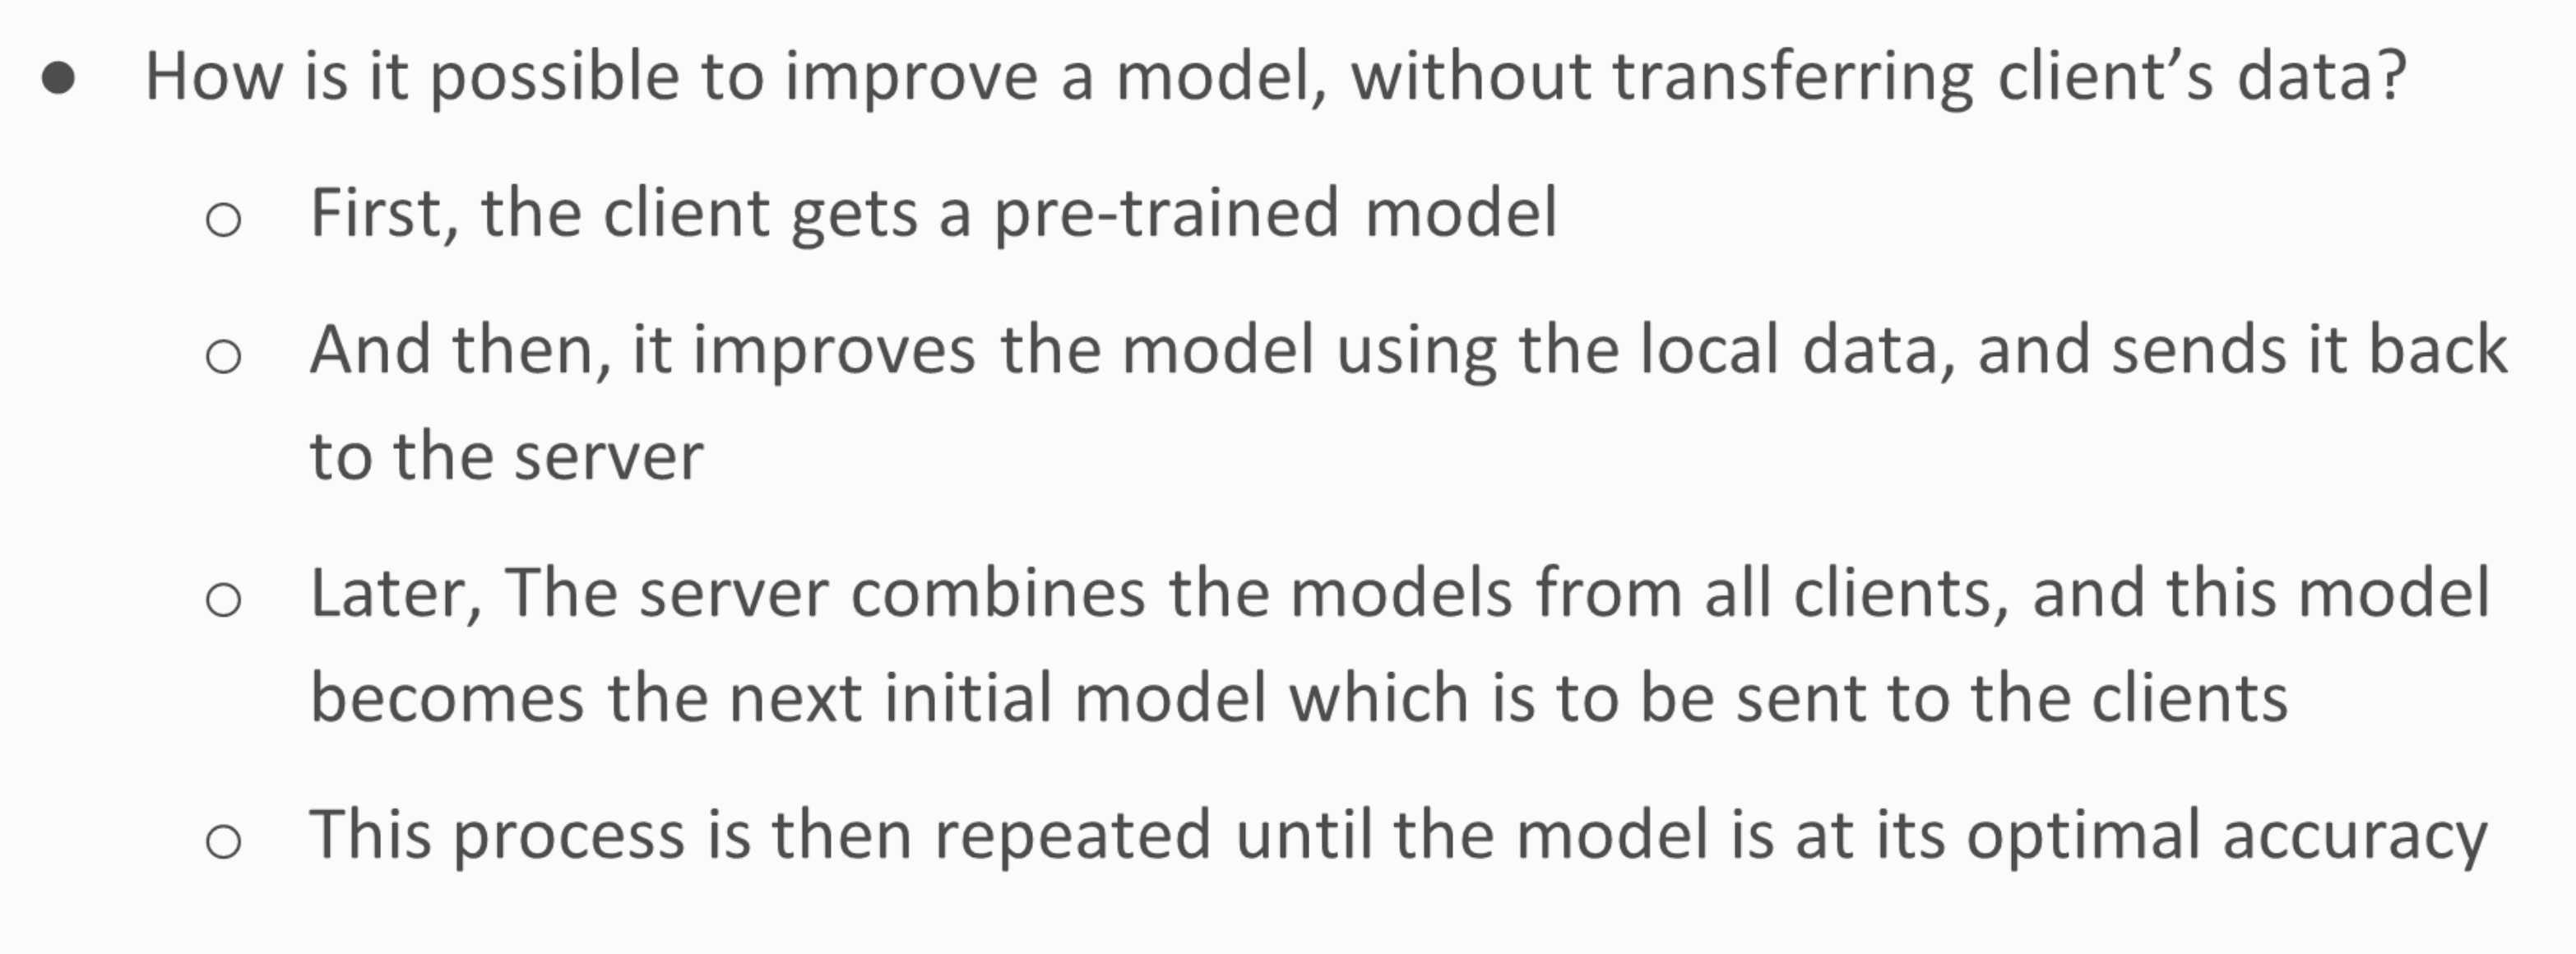 ● How is it possible to improve a model, without transferring client’s data?
○ First, the client gets a pre-trained model
○ And then, it improves the model using the local data, and sends it back
to the server
○ Later, The server combines the models from all clients, and this model
becomes the next initial model which is to be sent to the clients
○ This process is then repeated until the model is at its optimal accuracy